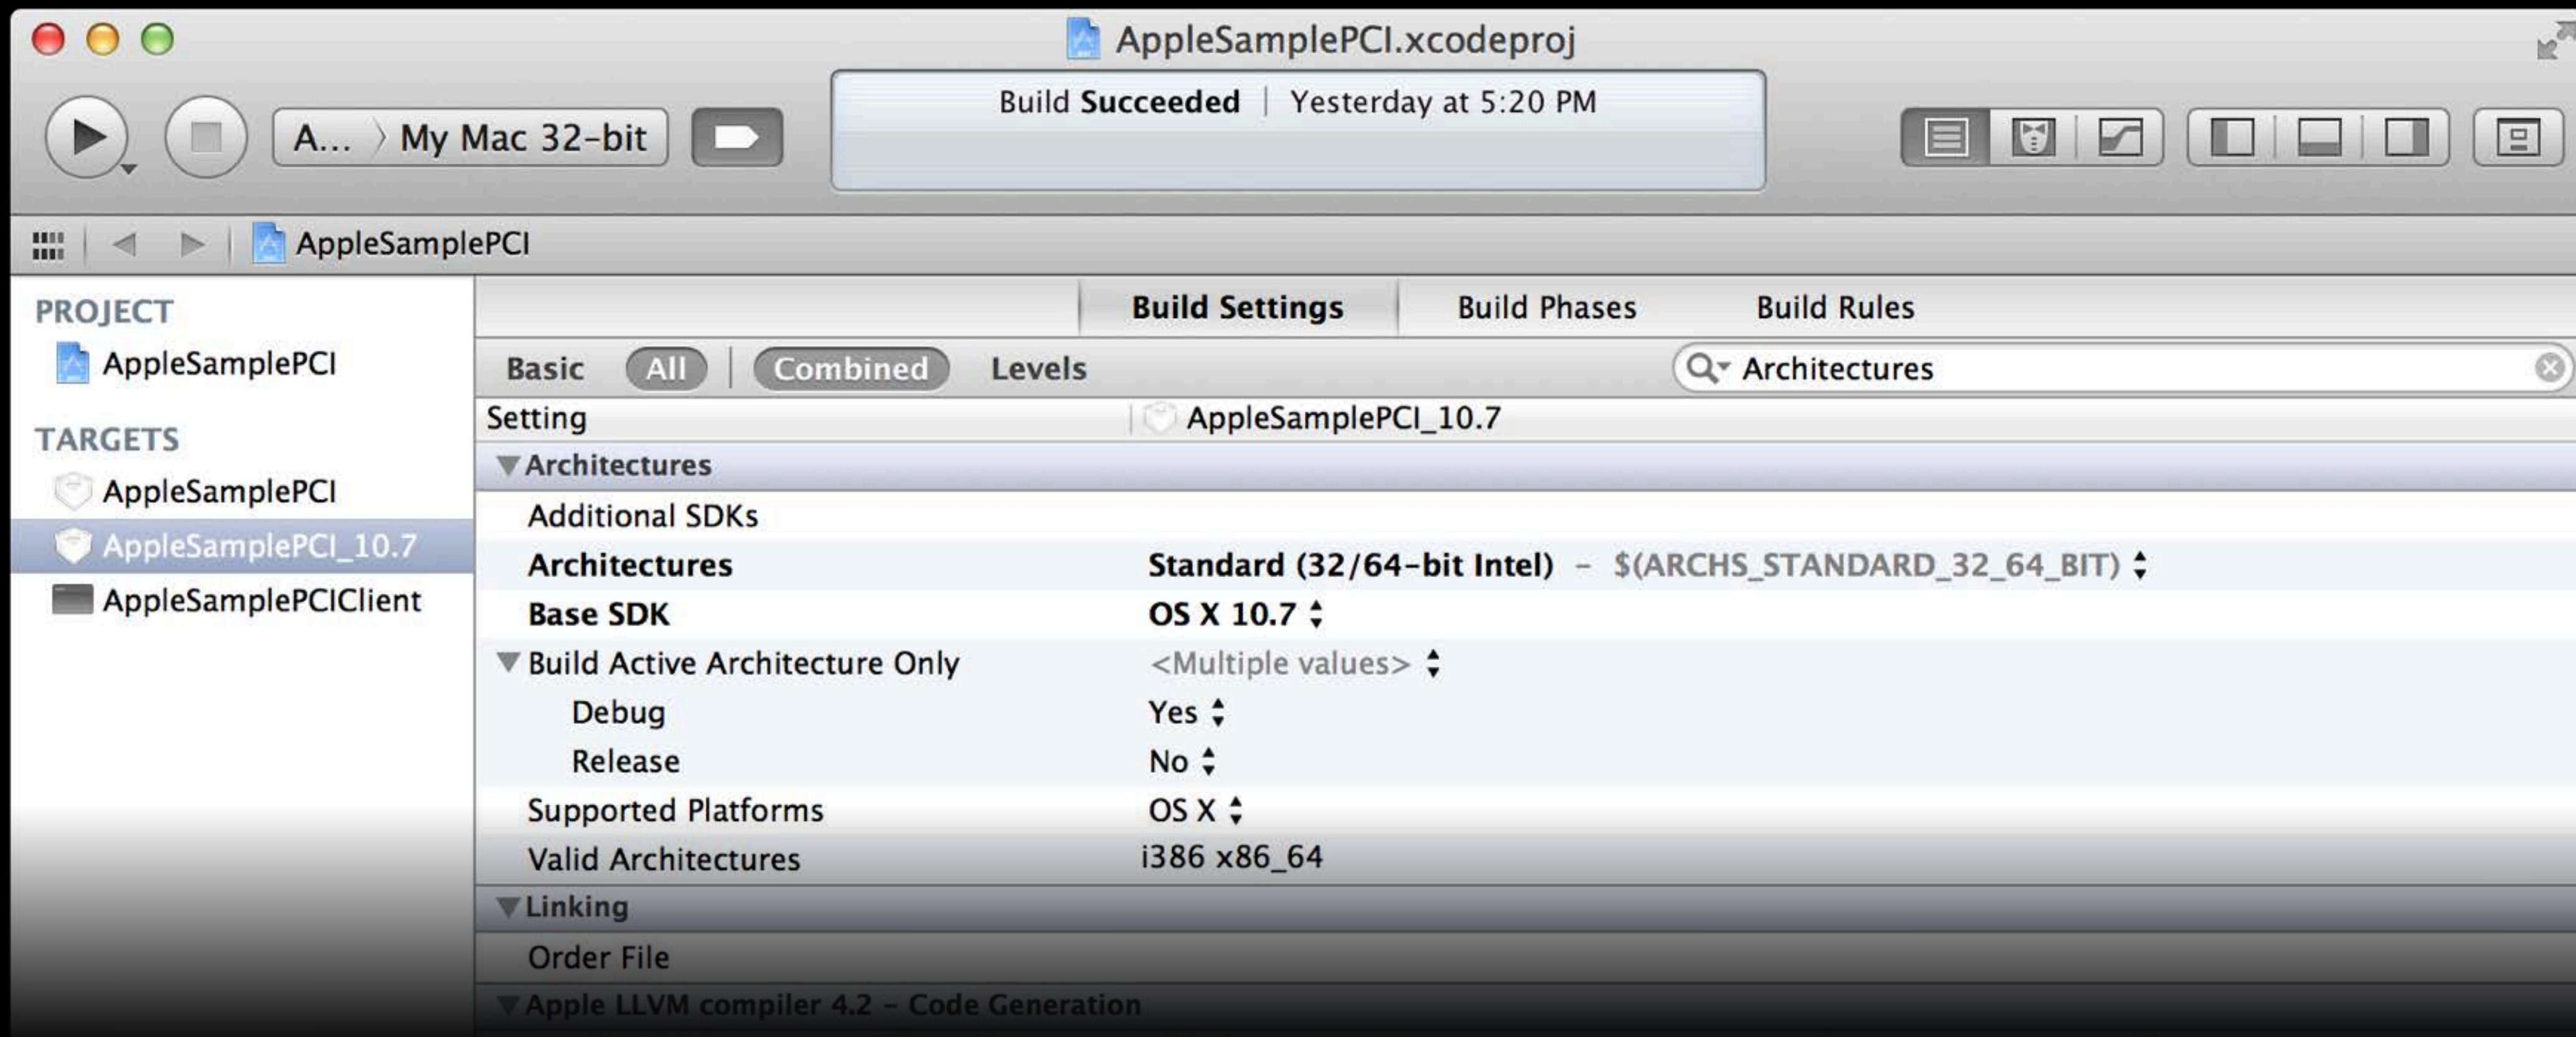 AppleSamplePCI.xcodeproj
Build Succeeded | Yesterday at 5:20 PM
A... 〉 My Mac 32-bit
AppleSamplePCI
PROJECT
AppleSamplePCI
TARGETS
AppleSamplePCI
AppleSamplePCI_10.7
AppleSamplePCIClient
Build Settings Build Phases Build Rules
Basic All | Combined Levels Architectures
Setting AppleSamplePCI_10.7
Architectures
Additional SDKs
Architectures Standard (32/64-bit Intel) - $(ARCHS_STANDARD_32_64_BIT)
Base SDK OS X 10.7
Build Active Architecture Only <Multiple values>
Debug Yes
Release No
Supported Platforms OS X
Valid Architectures i386 x86_64
Linking
Order File
Apple LLVM compiler 4.2 - Code Generation